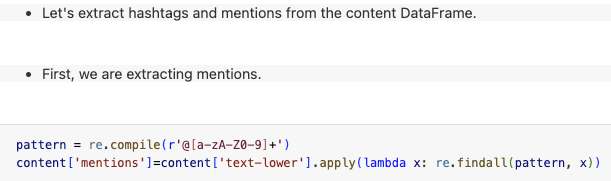 • Let's extract hashtags and mentions from the content DataFrame.
• First, we are extracting mentions.
pattern = re.compile(r'@[a-zA-Z0-9]+')
content['mentions']=content['text-lower'].apply(lambda x: re.findall(pattern, x))